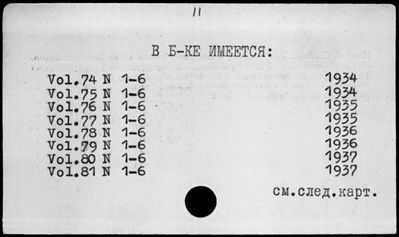 11
В Б-КЕ ИМЕЕТСЯ:
Vol.74 N 1-6 1934
Vol.75 N 1-6 1934
Vol.76 N 1-6 1935
Vol.77 N 1-6 1935
Vol.78 N 1-6 1936
Vol.79 N 1-6 1936
Vol.80 N 1-6 1937
Vol.81 N 1-6 1937
см.след.карт.